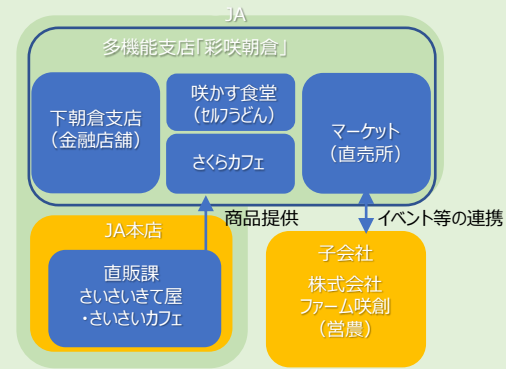 JA
多機能支店「彩咲朝倉」
下朝倉支店
（金融店舗）
咲かす食堂
（セルフうどん）
さくらカフェ
マーケット
（直売所）
商品提供
イベント等の連携
JA本店
直販課
さいさいきて屋
・さいさいカフェ
子会社
株式会社
ファーム咲創
（営農）